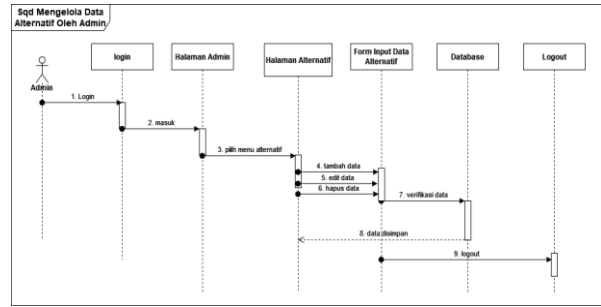 Sqd Mengelola Data
Alternatif Oleh Admin
Admin
login
Halaman Admin
Halaman Alternatif
Form Input Data
Alternatif
Database
Logout
1. Login
2. masuk
3. pilih menu alternatif
4. tambah data
5. edit data
6. hapus data
7. verifikasi data
8. data disimpan
9. logout